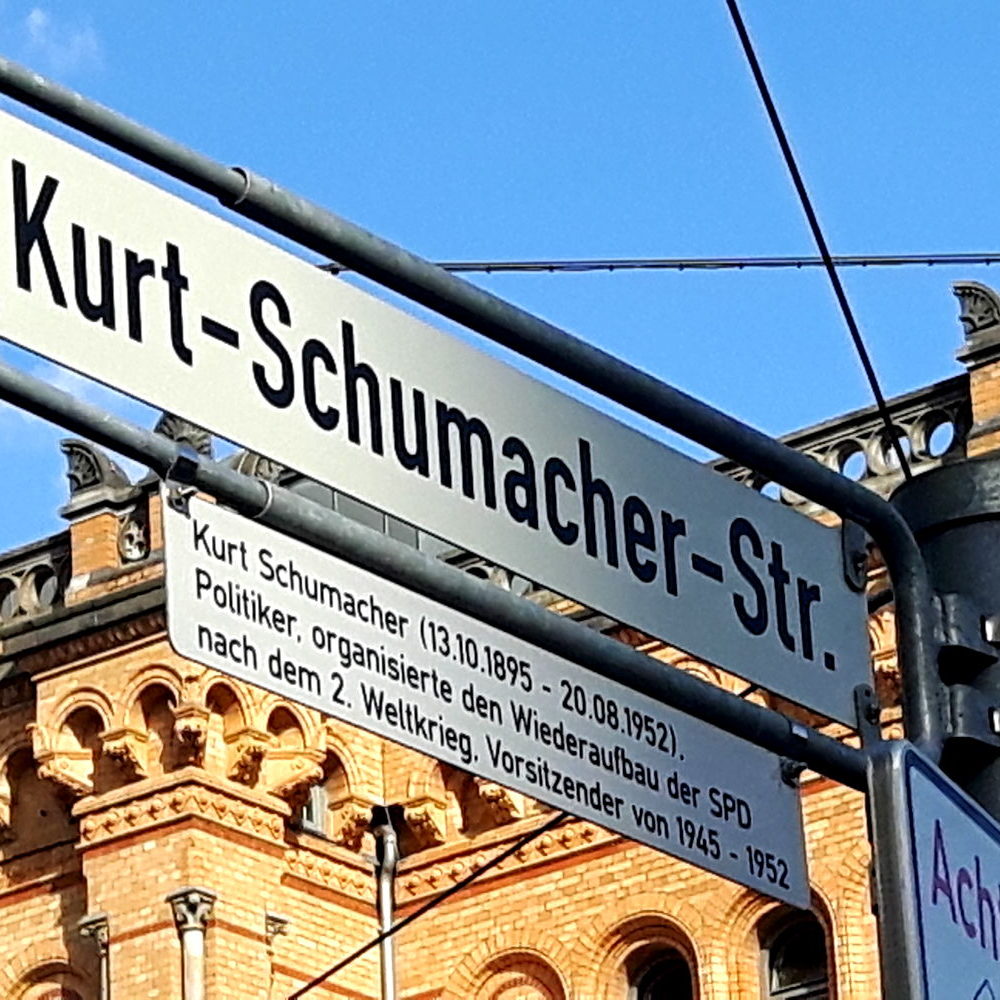 Kurt-Schumacher-Str.
Kurt Schumacher (13.10.1895 - 20.08.1952),
Politiker, organisierte den Wiederaufbau der SPD
nach dem 2. Weltkrieg, Vorsitzender von 1945 - 1952